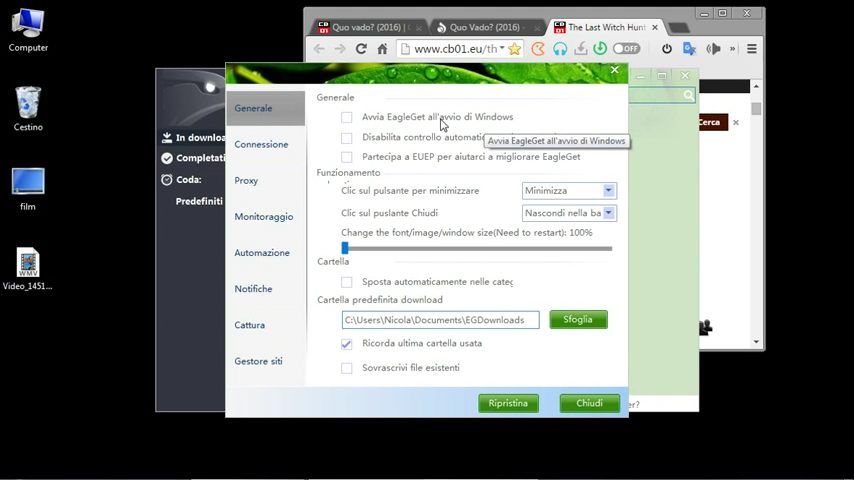 Computer
Cestino
film
Video_1451...
Quo vado? (2016) |
Quo Vado? (2016) -
The Last Witch Hunt
www.cb01.eu/th
OFF
Cerca
In downloa
Completati
Coda:
Predefiniti
Generale
Connessione
Proxy
Monitoraggio
Automazione
Notifiche
Cattura
Gestore siti
Generale
Avvia EagleGet all'avvio di Windows
Disabilita controllo automatic
Avvia EagleGet all'avvio di Windows
Partecipa a EUEP per aiutarci a migliorare EagleGet
Funzionamento
Clic sul pulsante per minimizzare
Minimizza
Clic sul puslante Chiudi
Nascondi nella ba
Change the font/image/window size(Need to restart): 100%
Cartella
Sposta automaticamente nelle categ
Cartella predefinita download
C:\Users\Nicola\Documents\EGDownloads
Sfoglia
Ricorda ultima cartella usata
Sovrascrivi file esistenti
Ripristina
Chiudi
er?